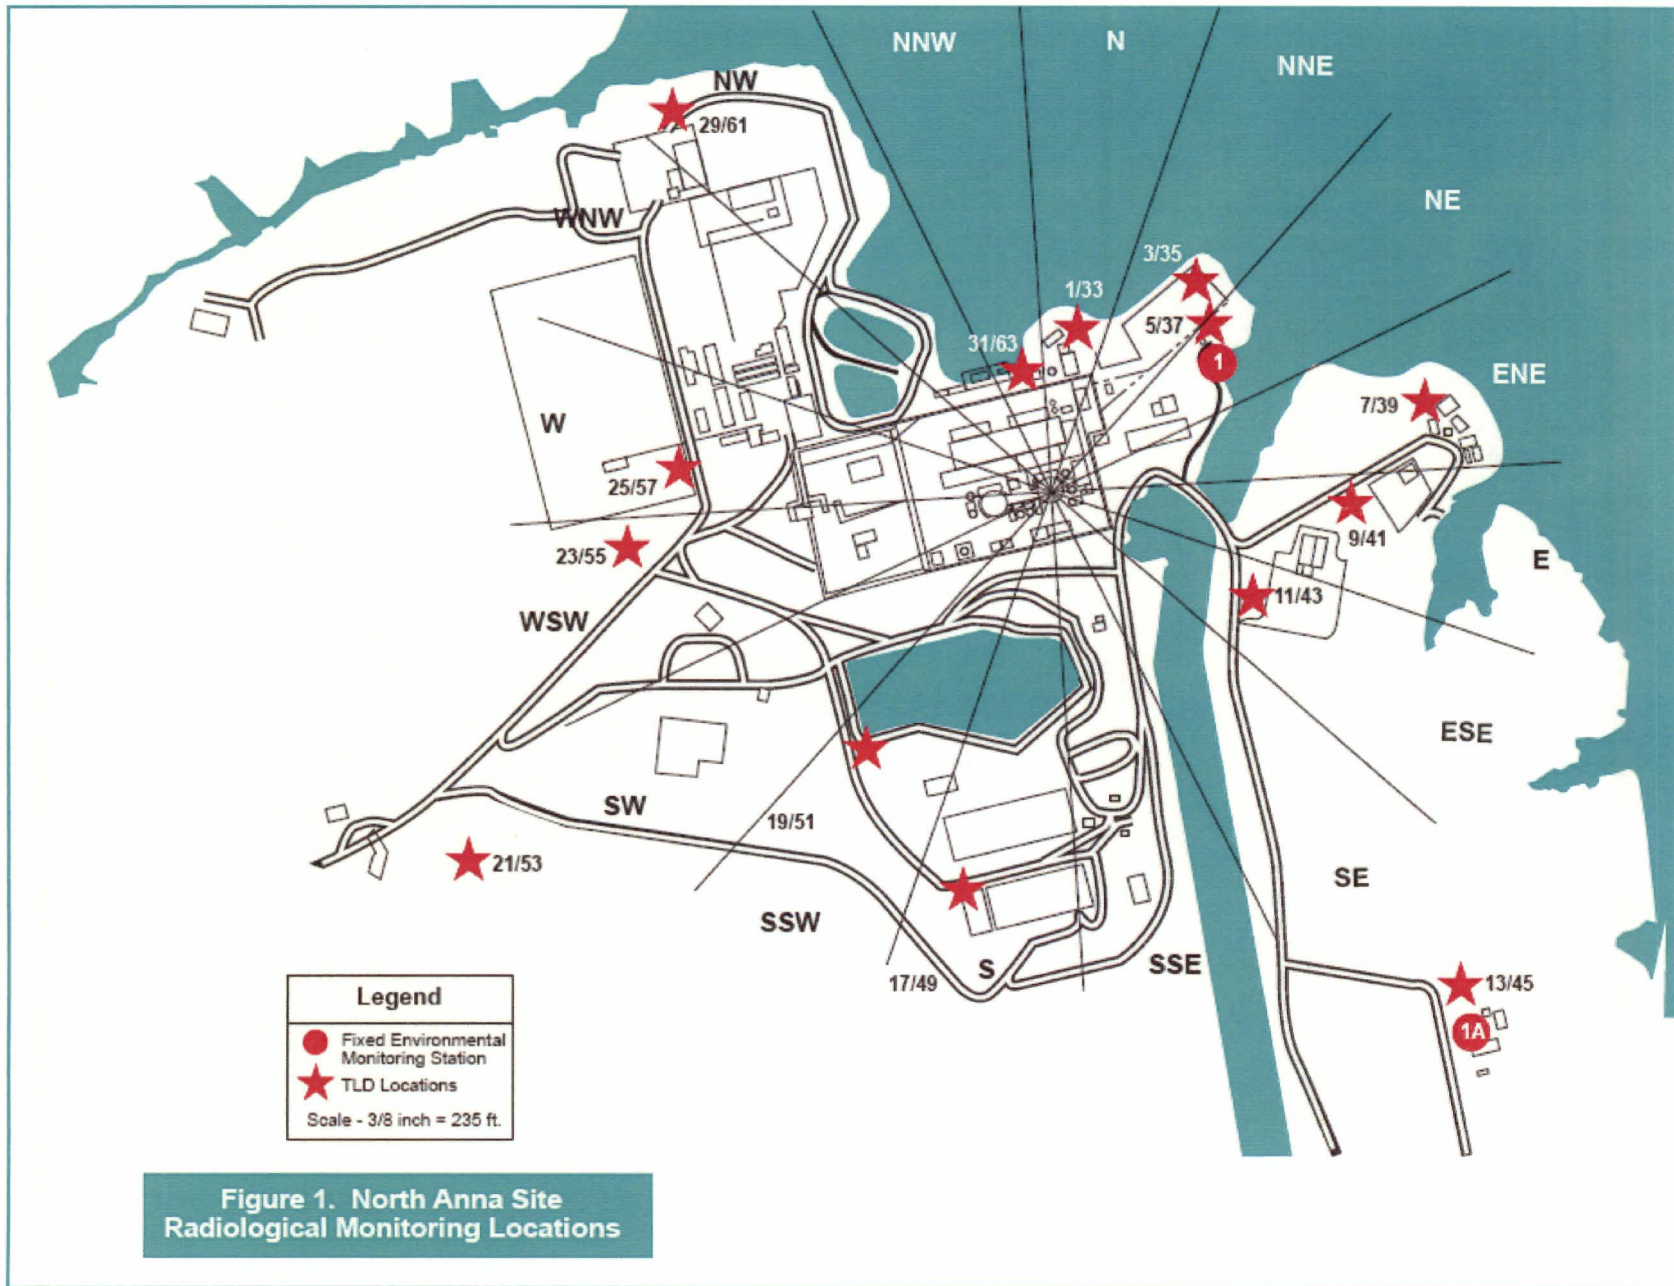 NNW
N
NNE
NW
29/61
NE
WNW
3/35
1/33
5/37
31/63
1
ENE
7/39
W
25/57
9/41
23/55
E
11/43
WSW
ESE
SW
19/51
21/53
SE
SSW
S
SSE
17/49
13/45
1A
Legend
Fixed Environmental
Monitoring Station
TLD Locations
Scale - 3/8 inch = 235 ft.
Figure 1. North Anna Site
Radiological Monitoring Locations